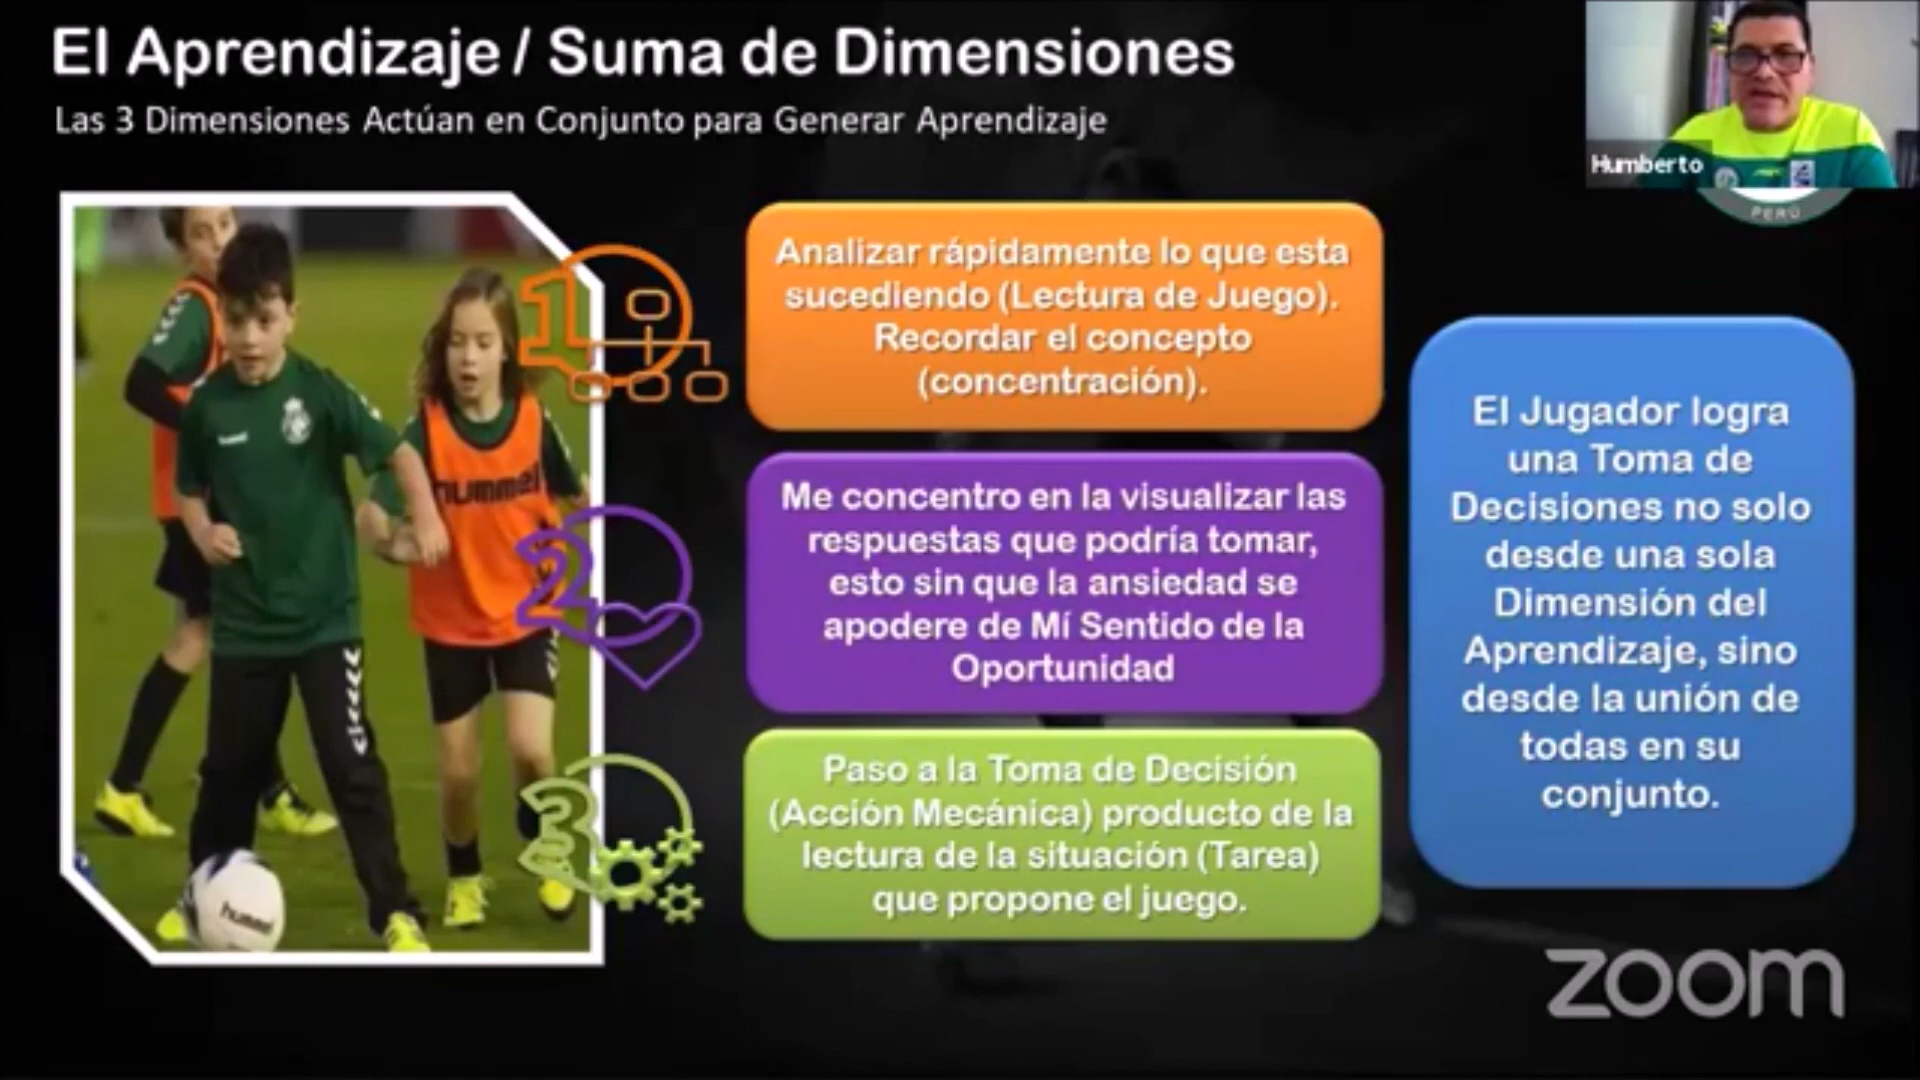 El Aprendizaje / Suma de Dimensiones
Las 3 Dimensiones Actúan en Conjunto para Generar Aprendizaje
Humberto
PERÚ
1
Analizar rápidamente lo que esta
sucediendo (Lectura de Juego).
Recordar el concepto
(concentración).
2
Me concentro en la visualizar las
respuestas que podría tomar,
esto sin que la ansiedad se
apodere de Mí Sentido de la
Oportunidad
3
Paso a la Toma de Decisión
(Acción Mecánica) producto de la
lectura de la situación (Tarea)
que propone el juego.
El Jugador logra
una Toma de
Decisiones no solo
desde una sola
Dimensión del
Aprendizaje, sino
desde la unión de
todas en su
conjunto.
hummel
hummel
hummel
zoom